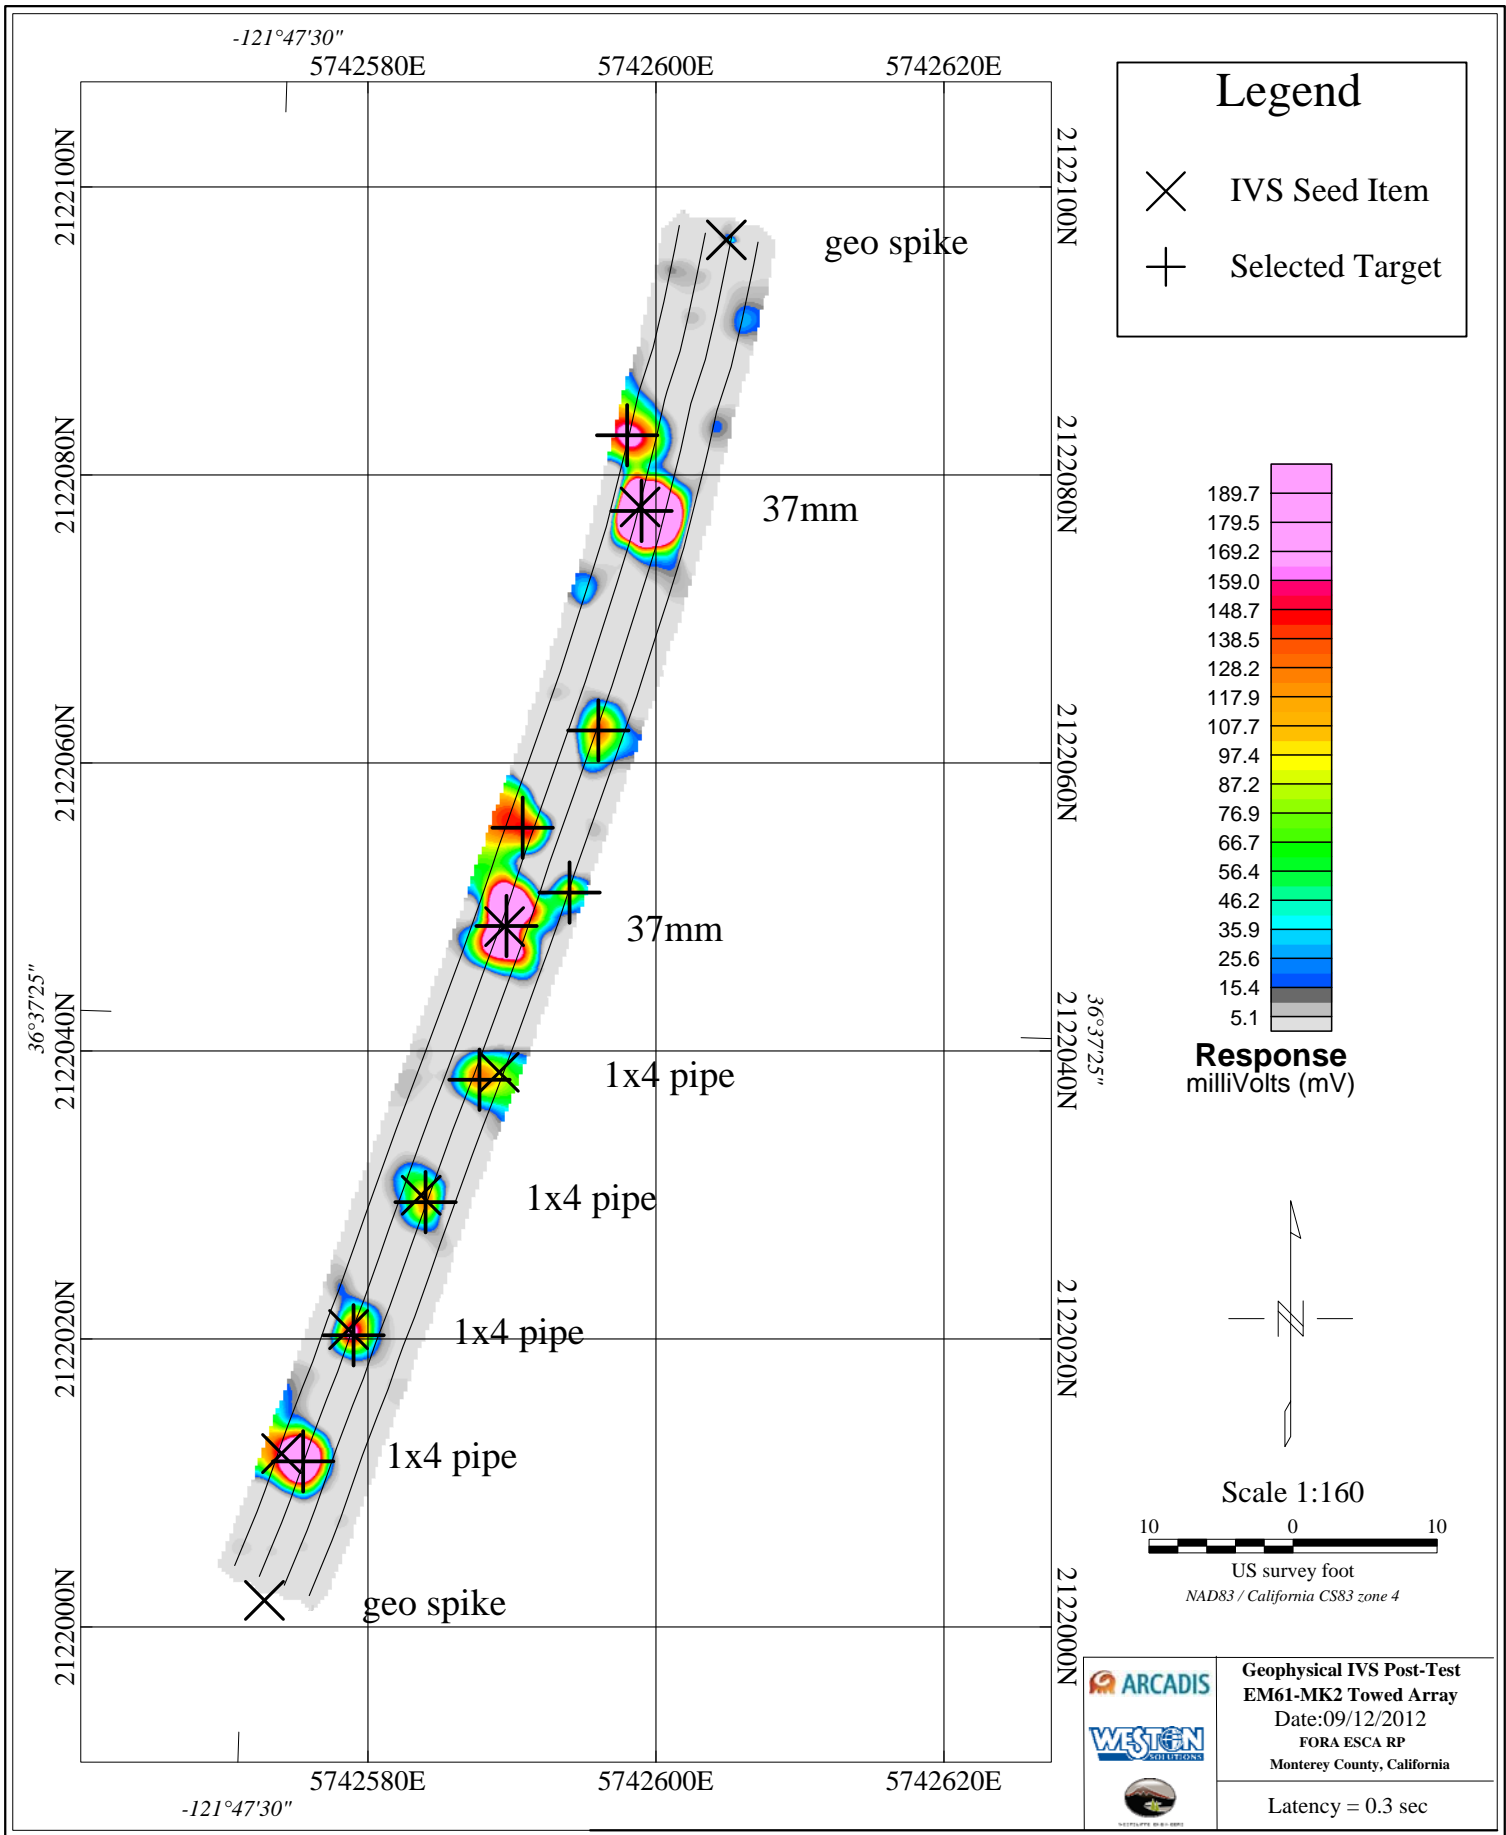 -121°47'30"
5742580E 5742600E 5742620E
Legend
IVS Seed Item
Selected Target
2122100N
2122100N
geo spike
2122080N
2122080N
37mm
2122060N
2122060N
37mm
36°37'25"
36°37'25"
2122040N
2122040N
1x4 pipe
1x4 pipe
2122020N
2122020N
1x4 pipe
1x4 pipe
2122000N
2122000N
geo spike
189.7
179.5
169.2
159.0
148.7
138.5
128.2
117.9
107.7
97.4
87.2
76.9
66.7
56.4
46.2
35.9
25.6
15.4
5.1
Response
milliVolts (mV)
N
Scale 1:160
10 0 10
US survey foot
NAD83 / California CS83 zone 4
5742580E 5742600E 5742620E
-121°47'30"
ARCADIS
WESTON
SOLUTIONS
Geophysical IVS Post-Test
EM61-MK2 Towed Array
Date:09/12/2012
FORA ESCA RP
Monterey County, California
Latency = 0.3 sec